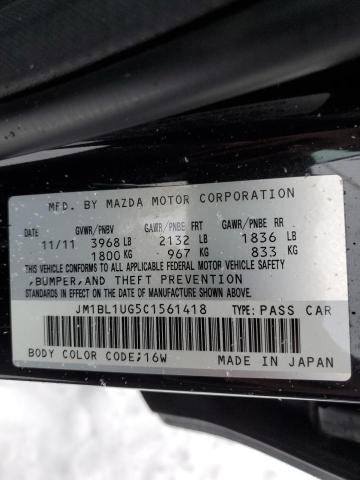 MFD. BY MAZDA MOTOR CORPORATION
GVWR/PNBV GAWR/PNBE FRT GAWR/PNBE RR
11/11 3968 LB 2132 LB 1836 LB
1800 KG 967 KG 833 KG
THIS VEHICLE CONFORMS TO ALL APPLICABLE FEDERAL MOTOR VEHICLE SAFETY
,BUMPER,AND THEFT PREVENTION
STANDARDS IN EFFECT ON THE DATE OF MANUFACTURE SHOWN ABOVE.
JM1BL1UG5C1561418 TYPE: PASS CAR
BODY COLOR CODE;16W MADE IN JAPAN